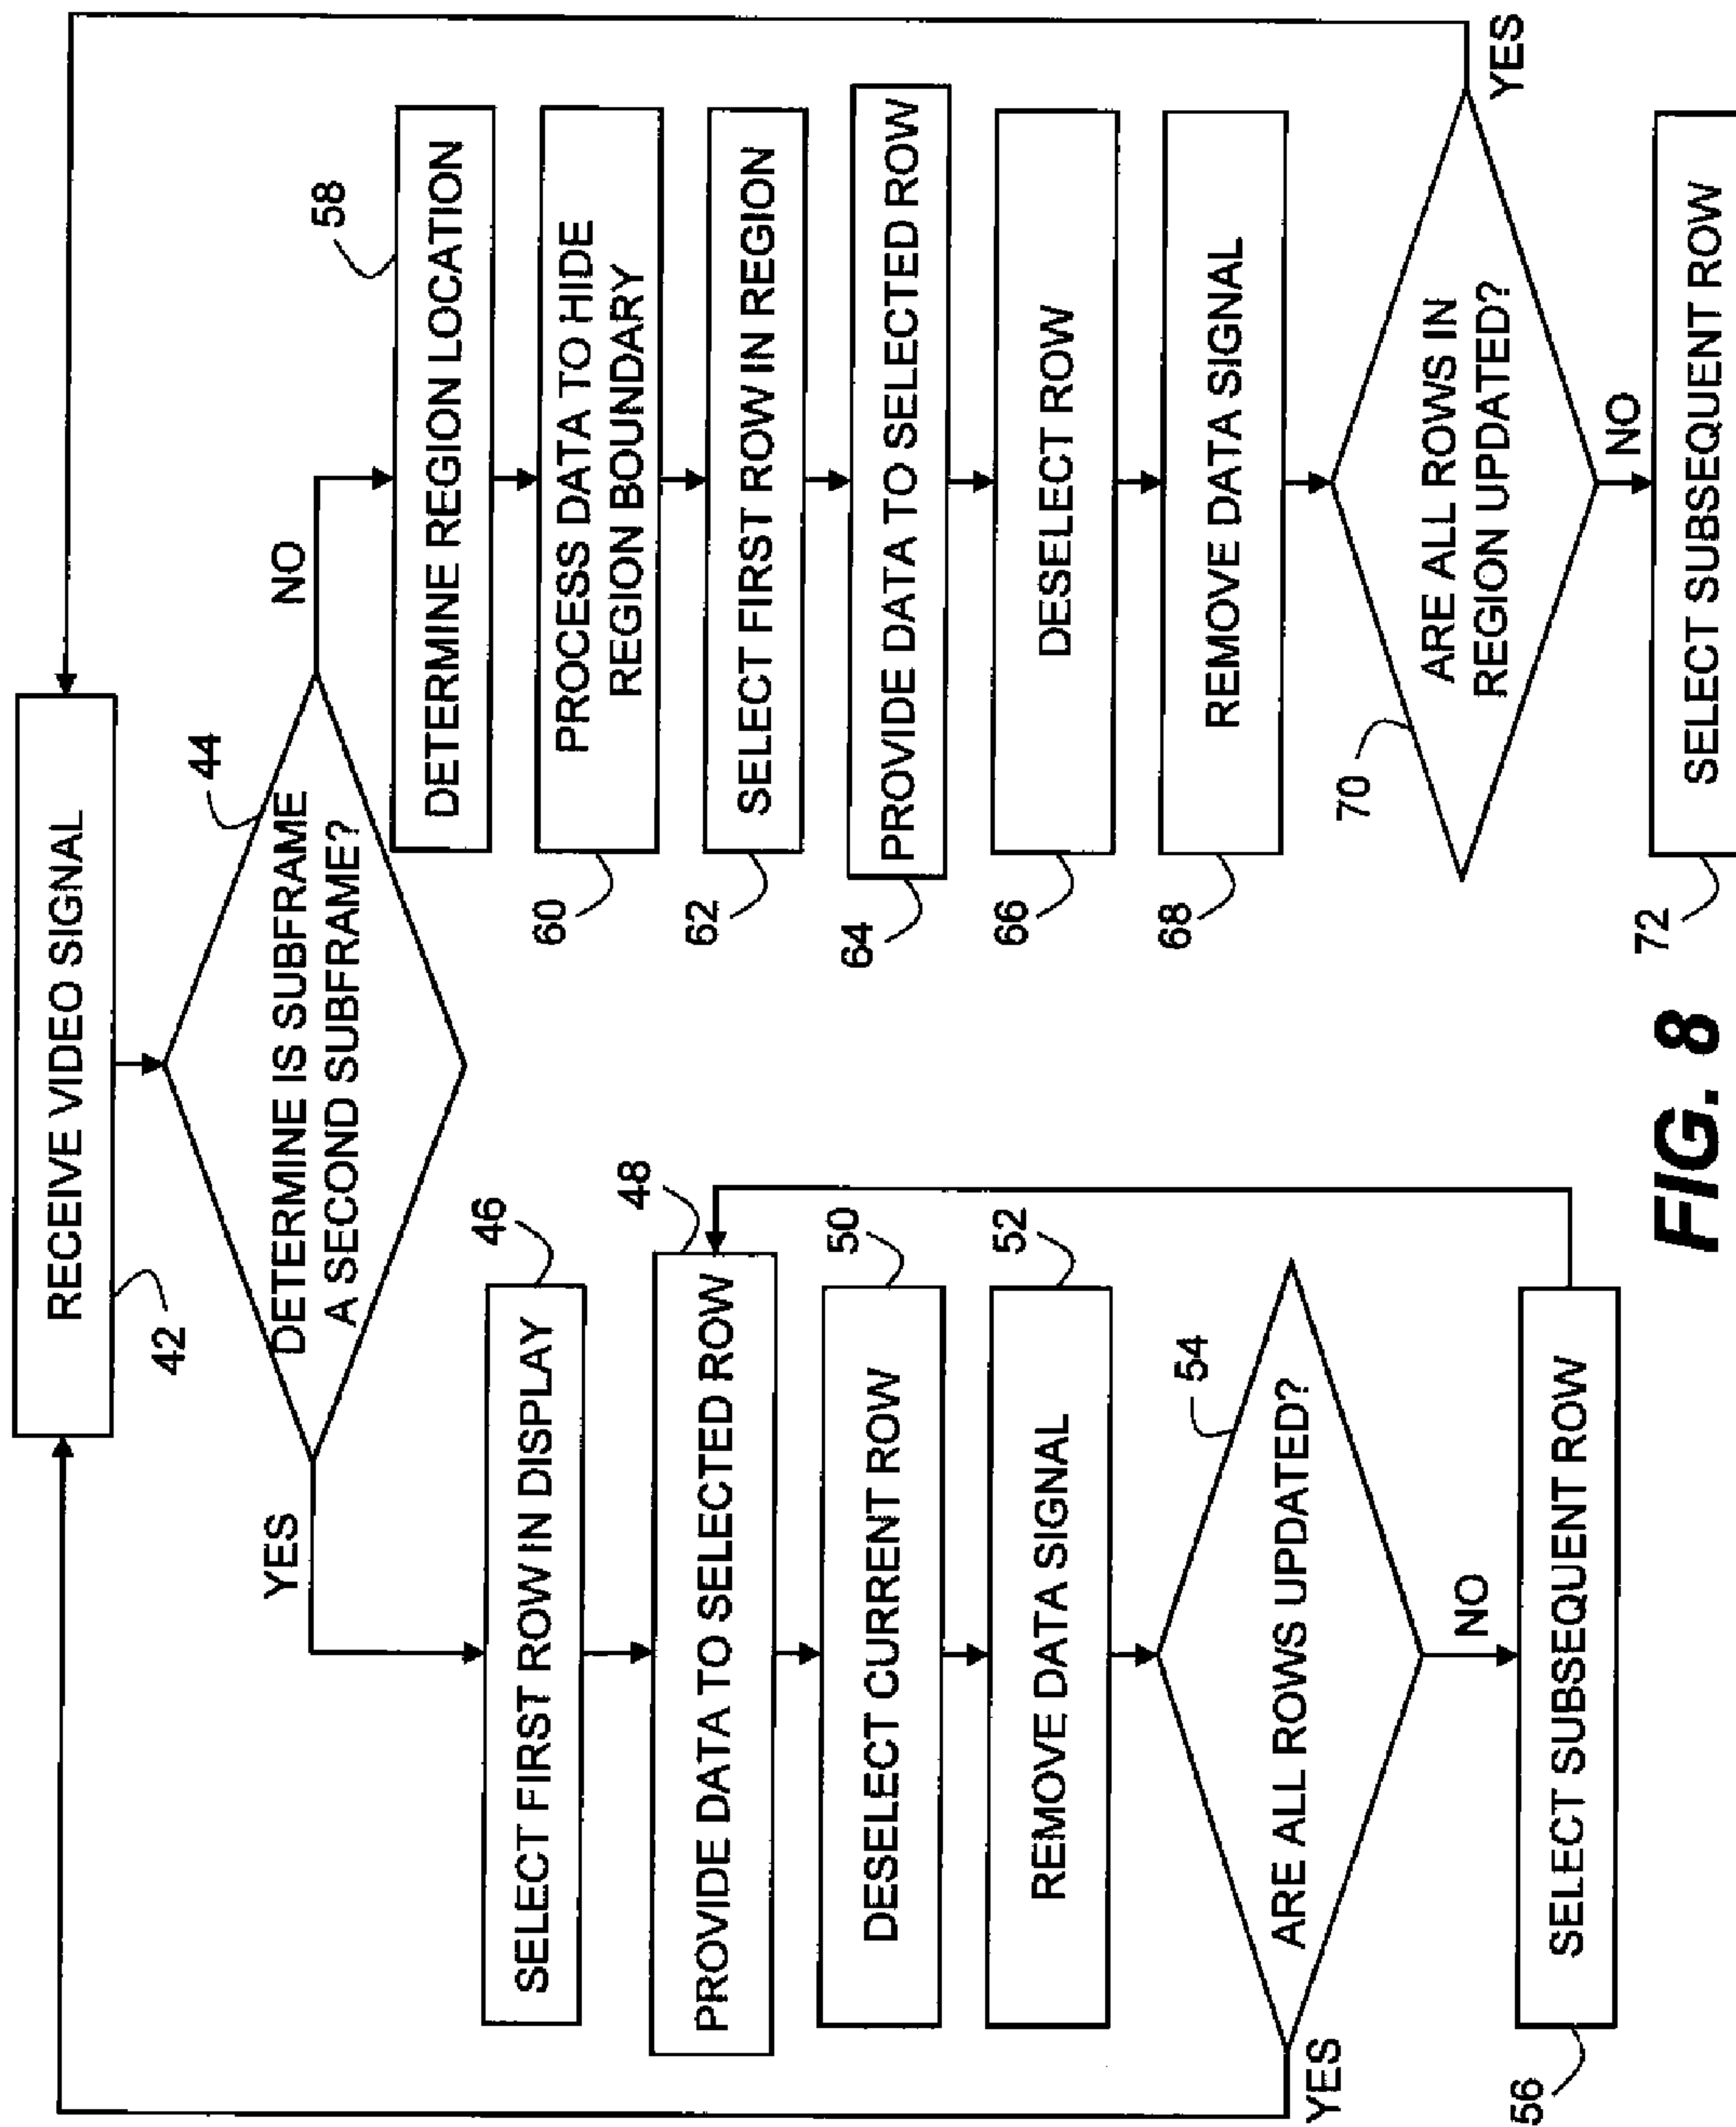 RECEIVE VIDEO SIGNAL
42
DETERMINE IS SUBFRAME
A SECOND SUBFRAME?
44
YES
NO
SELECT FIRST ROW IN DISPLAY
46
PROVIDE DATA TO SELECTED ROW
48
DESELECT CURRENT ROW
50
REMOVE DATA SIGNAL
52
ARE ALL ROWS UPDATED?
54
YES
NO
SELECT SUBSEQUENT ROW
56
DETERMINE REGION LOCATION
58
PROCESS DATA TO HIDE
REGION BOUNDARY
60
SELECT FIRST ROW IN REGION
62
PROVIDE DATA TO SELECTED ROW
64
DESELECT ROW
66
REMOVE DATA SIGNAL
68
ARE ALL ROWS IN
REGION UPDATED?
70
YES
NO
SELECT SUBSEQUENT ROW
72
FIG. 8